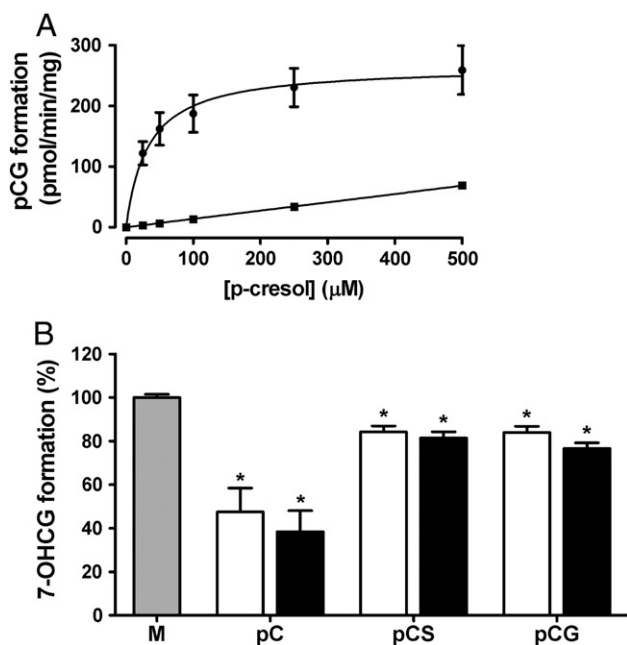 A
pCG formation
(pmol/min/mg)
300
200
100
0
0 100 200 300 400 500
[p-cresol] (μM)
B
7-OHCG formation (%)
120
100
80
60
40
20
0
* * * * * *
M pC pCS pCG